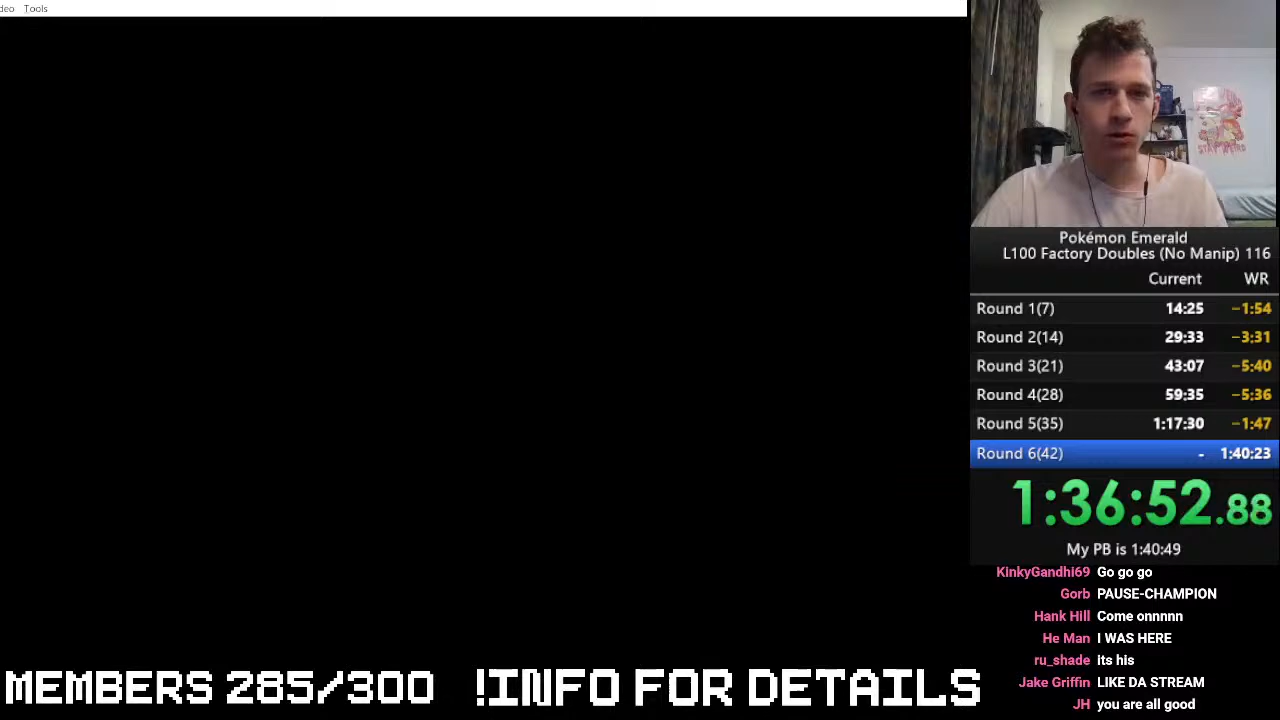 deo Tools
STAY WEIRD
Pokémon Emerald
L100 Factory Doubles (No Manip) 116
Current WR
Round 1(7) 14:25 −1:54
Round 2(14) 29:33 −3:31
Round 3(21) 43:07 −5:40
Round 4(28) 59:35 −5:36
Round 5(35) 1:17:30 −1:47
Round 6(42) - 1:40:23
1:36:52.88
My PB is 1:40:49
KinkyGandhi69 Go go go
Gorb PAUSE-CHAMPION
Hank Hill Come onnnnn
He Man I WAS HERE
ru_shade Its his
Jake Griffin LIKE DA STREAM
JH you are all good
MEMBERS 285/300 !INFO FOR DETAILS